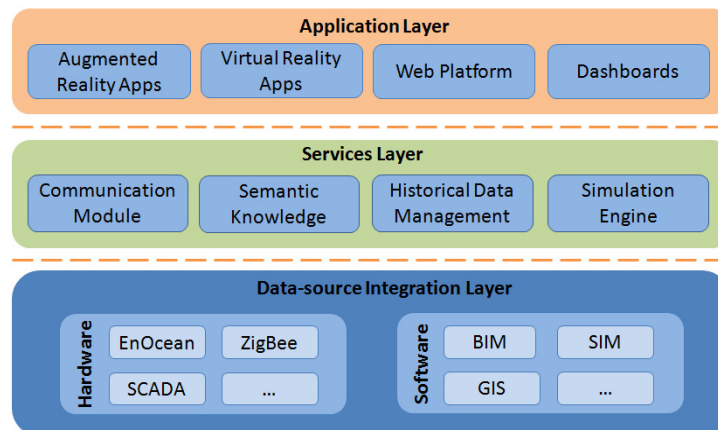 Application Layer
Augmented
Reality Apps
Virtual Reality
Apps
Web Platform
Dashboards
Services Layer
Communication
Module
Semantic
Knowledge
Historical Data
Management
Simulation
Engine
Data-source Integration Layer
Hardware
EnOcean
ZigBee
SCADA
...
Software
BIM
SIM
GIS
...